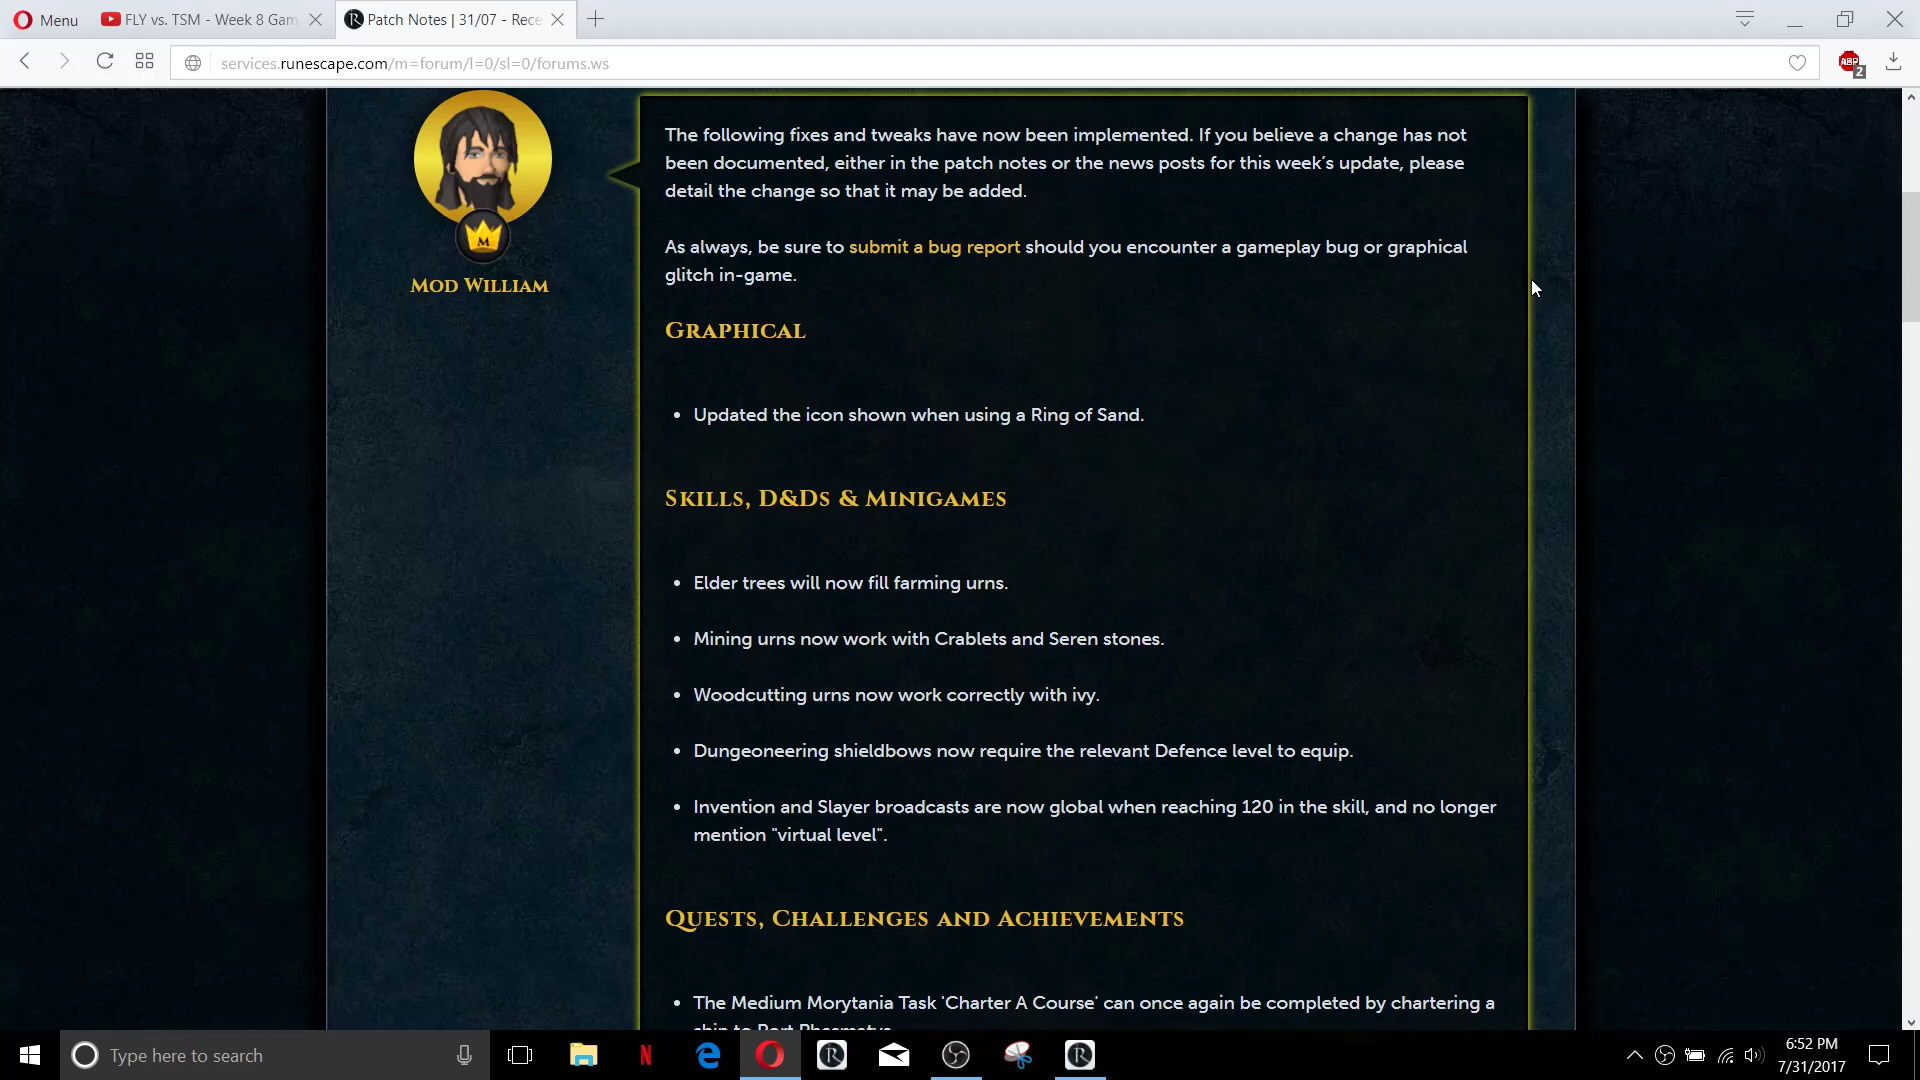 Menu
FLY vs. TSM - Week 8 Gam
Patch Notes | 31/07 - Rece
services.runescape.com/m=forum/l=0/sl=0/forums.ws
ABP
2
The following fixes and tweaks have now been implemented. If you believe a change has not
been documented, either in the patch notes or the news posts for this week’s update, please
detail the change so that it may be added.
M
As always, be sure to submit a bug report should you encounter a gameplay bug or graphical
glitch in-game.
Mod William
Graphical
• Updated the icon shown when using a Ring of Sand.
Skills, D&Ds & Minigames
• Elder trees will now fill farming urns.
• Mining urns now work with Crablets and Seren stones.
• Woodcutting urns now work correctly with ivy.
• Dungeoneering shieldbows now require the relevant Defence level to equip.
• Invention and Slayer broadcasts are now global when reaching 120 in the skill, and no longer
mention "virtual level".
Quests, Challenges and Achievements
• The Medium Morytania Task 'Charter A Course' can once again be completed by chartering a
ship to Port Phasmatys
Type here to search
6:52 PM
7/31/2017